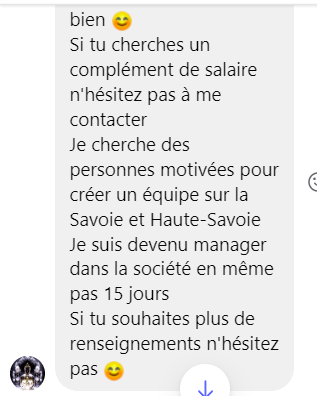 bien 😊
Si tu cherches un
complément de salaire
n'hésitez pas à me
contacter
Je cherche des
personnes motivées pour
créer un équipe sur la
Savoie et Haute-Savoie
Je suis devenu manager
dans la société en même
pas 15 jours
Si tu souhaites plus de
renseignements n'hésitez
pas 😊